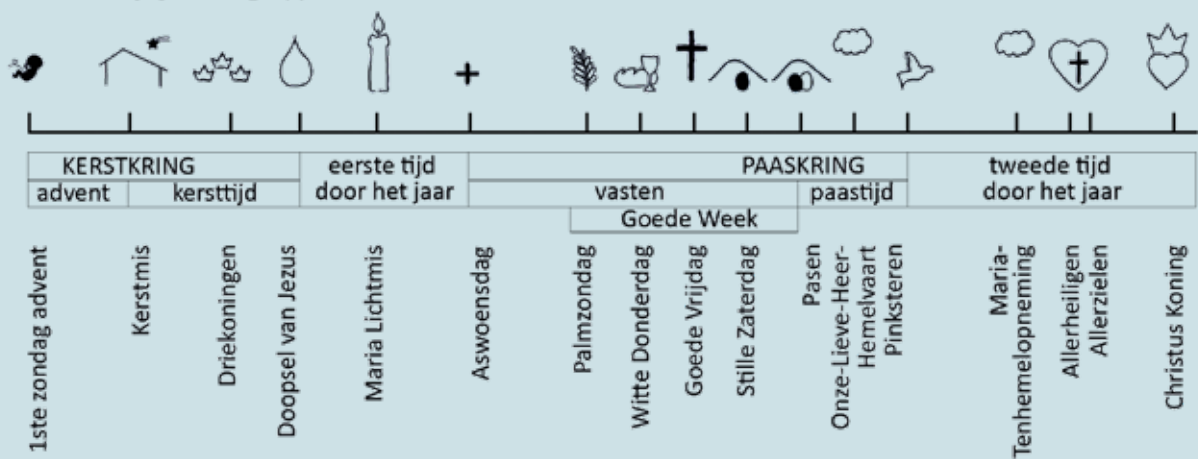 KERSTKRING
eerste tijd
door het jaar
PAASKRING
tweede tijd
door het jaar
advent
kersttijd
vasten
paastijd
Goede Week
1ste zondag advent
Kerstmis
Driekoningen
Doopsel van Jezus
Maria Lichtmis
Aswoensdag
Palmzondag
Witte Donderdag
Goede Vrijdag
Stille Zaterdag
Pasen
Onze-Lieve-Heer-
Hemelvaart
Pinksteren
Maria-
Tenhemelopneming
Allerheiligen
Allerzielen
Christus Koning